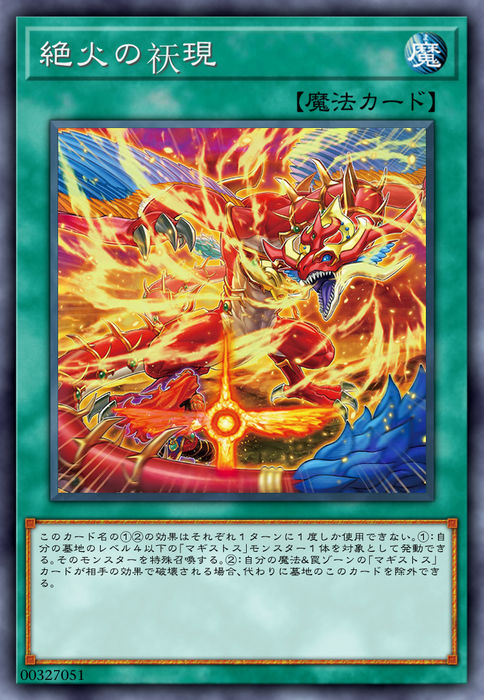 絶火の祆現
魔
【魔法カード】
このカード名の①②の効果はそれぞれ1ターンに1度しか使用できない。①:自
分の墓地のレベル4以下の「マギストス」モンスター1体を対象として発動でき
る。そのモンスターを特殊召喚する。②:自分の魔法&罠ゾーンの「マギストス」
カードが相手の効果で破壊される場合、代わりに墓地のこのカードを除外でき
る。
00327051